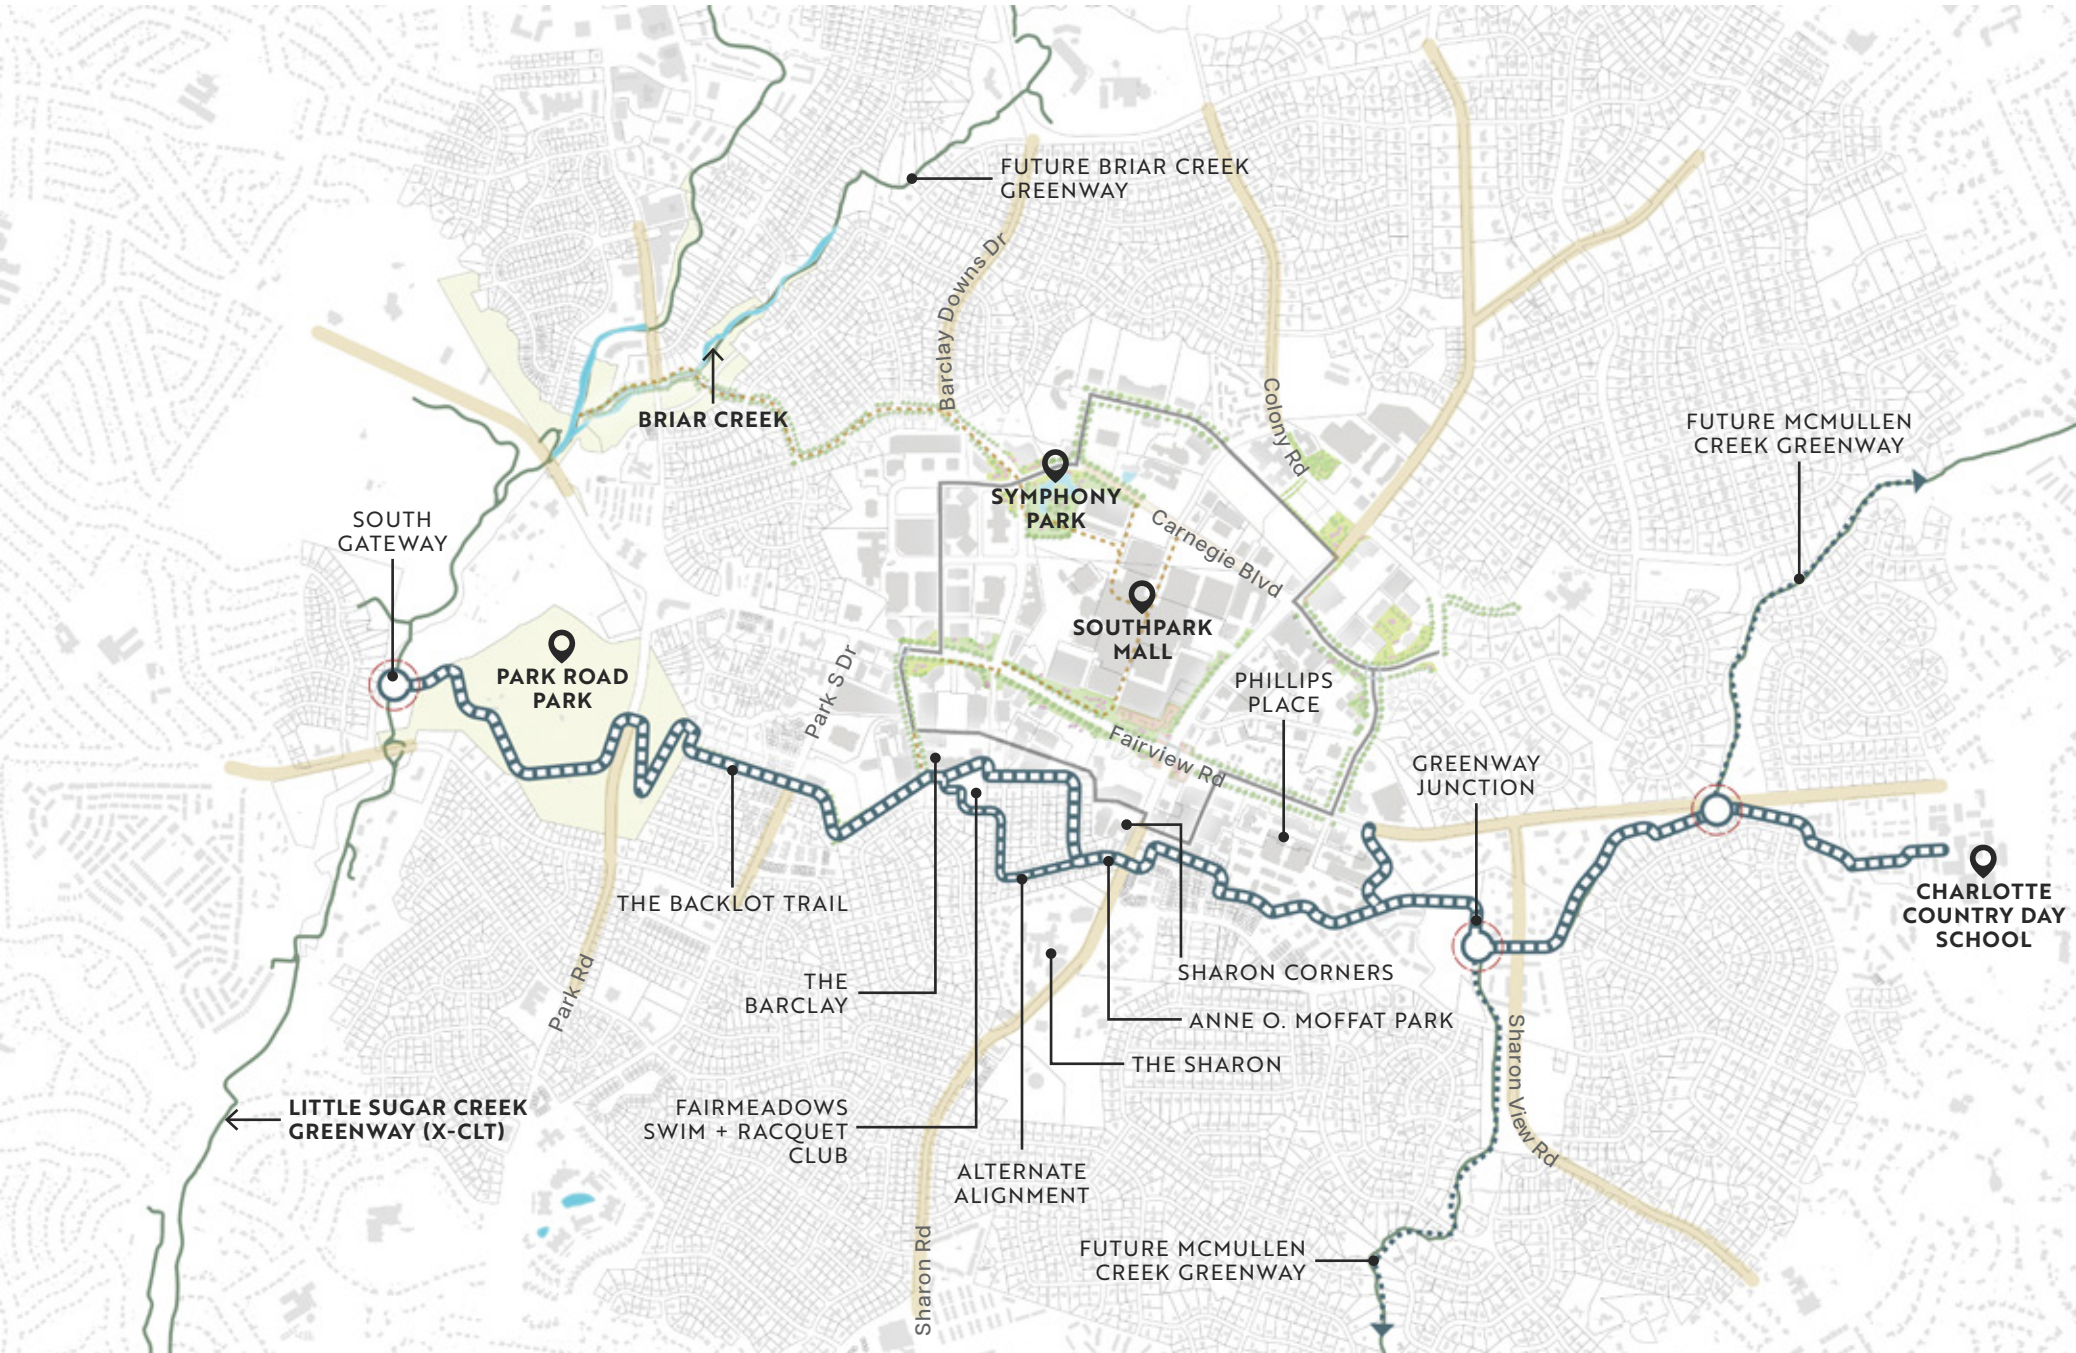 FUTURE BRIAR CREEK
GREENWAY
Barclay Downs Dr
BRIAR CREEK
Colony Rd
FUTURE MCMULLEN
CREEK GREENWAY
SYMPHONY
PARK
Carnegie Blvd
SOUTH
GATEWAY
SOUTHPARK
MALL
PARK ROAD
PARK
Park S Dr
PHILLIPS
PLACE
Fairview Rd
GREENWAY
JUNCTION
THE BACKLOT TRAIL
CHARLOTTE
COUNTRY DAY
SCHOOL
THE
BARCLAY
SHARON CORNERS
Park Rd
ANNE O. MOFFAT PARK
THE SHARON
Sharon View Rd
LITTLE SUGAR CREEK
GREENWAY (X-CLT)
FAIRMEADOWS
SWIM + RACQUET
CLUB
ALTERNATE
ALIGNMENT
Sharon Rd
FUTURE MCMULLEN
CREEK GREENWAY